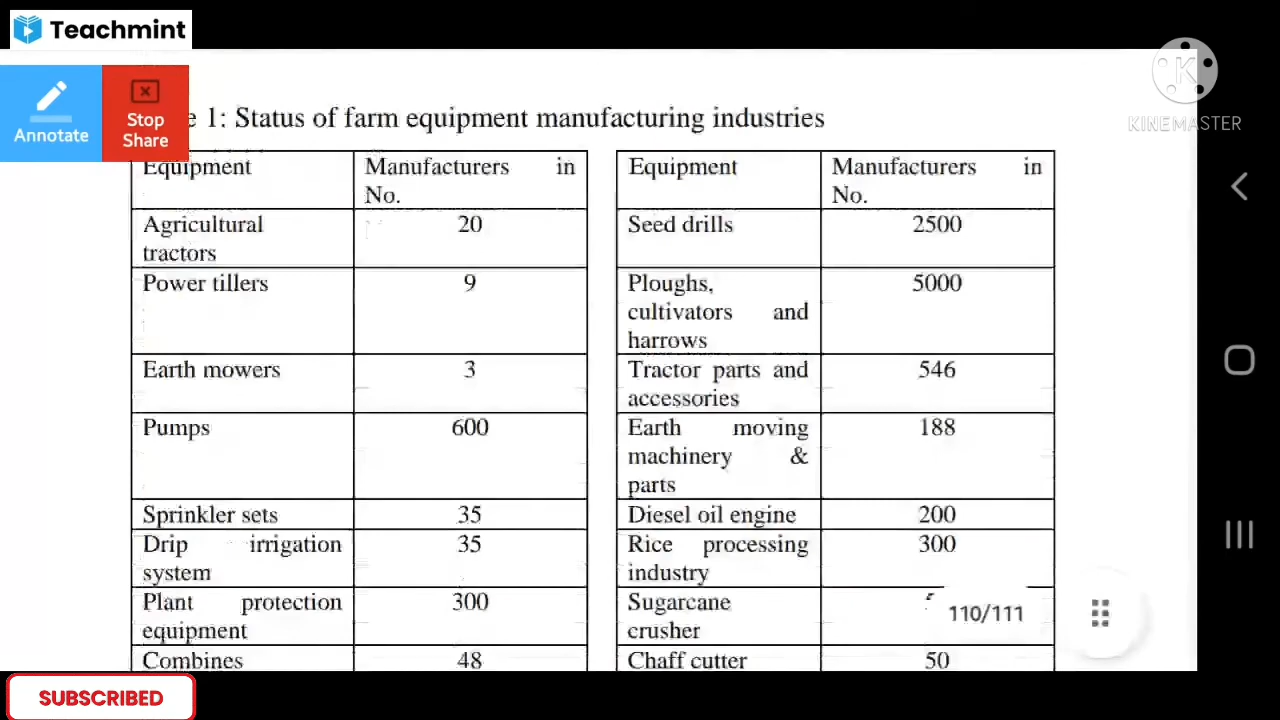 Teachmint
Annotate
Stop
Share
KINEMASTER
1: Status of farm equipment manufacturing industries
Equipment
Manufacturers in
No.
Equipment
Manufacturers in
No.
Agricultural
tractors
20
Seed drills
2500
Power tillers
9
Ploughs,
cultivators and
harrows
5000
Earth mowers
3
Tractor parts and
accessories
546
Pumps
600
Earth moving
machinery &
parts
188
Sprinkler sets
35
Diesel oil engine
200
Drip irrigation
system
35
Rice processing
industry
300
Plant protection
equipment
300
Sugarcane
crusher
110/111
Combines
48
Chaff cutter
50
SUBSCRIBED